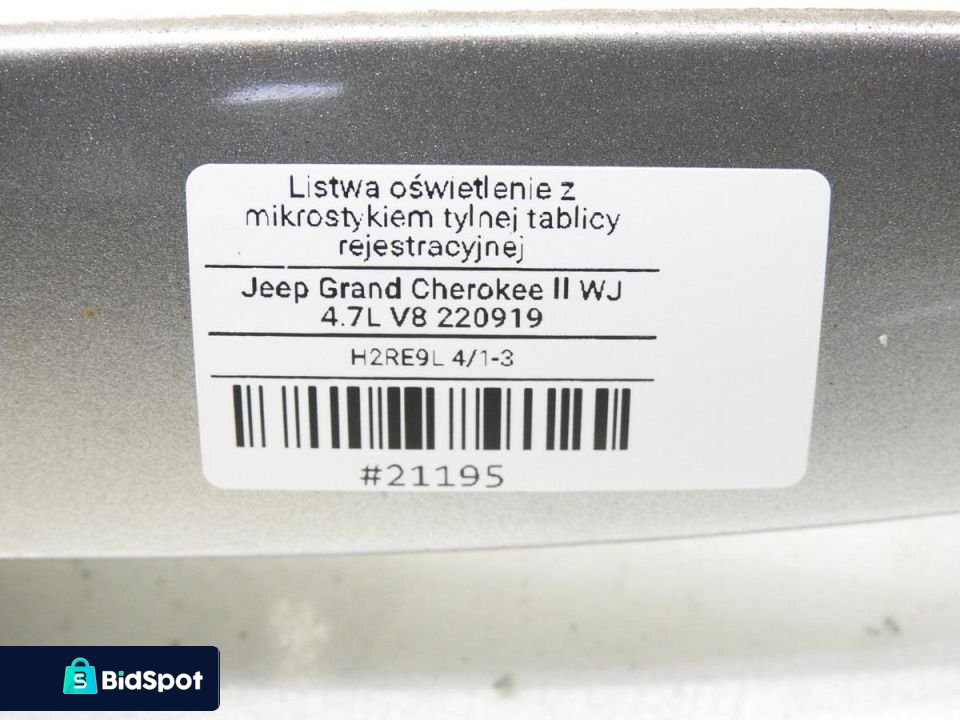 Listwa oświetlenie z
mikrostykiem tylnej tablicy
rejestracyjnej
Jeep Grand Cherokee II WJ
4.7L V8 220919
H2RE9L 4/1-3
#21195
BidSpot